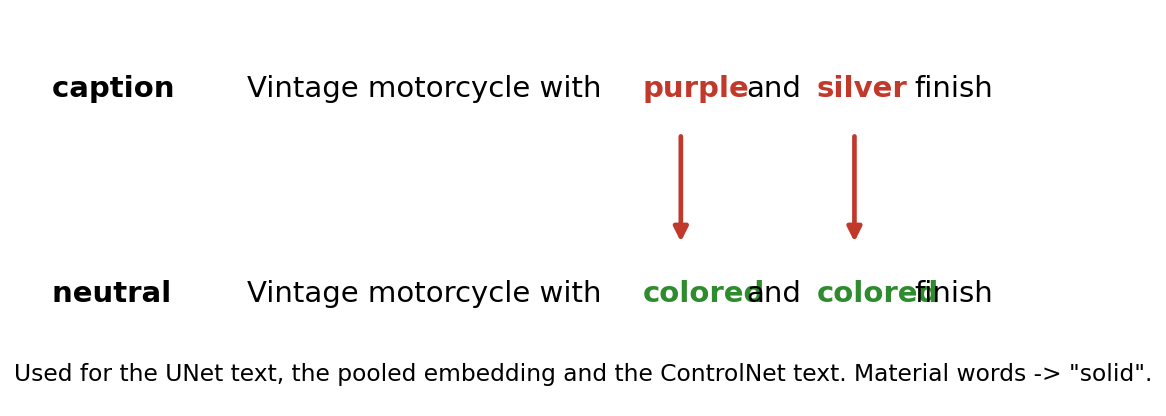 caption Vintage motorcycle with purple and silver finish
neutral Vintage motorcycle with colored and colored finish
Used for the UNet text, the pooled embedding and the ControlNet text. Material words -> "solid".